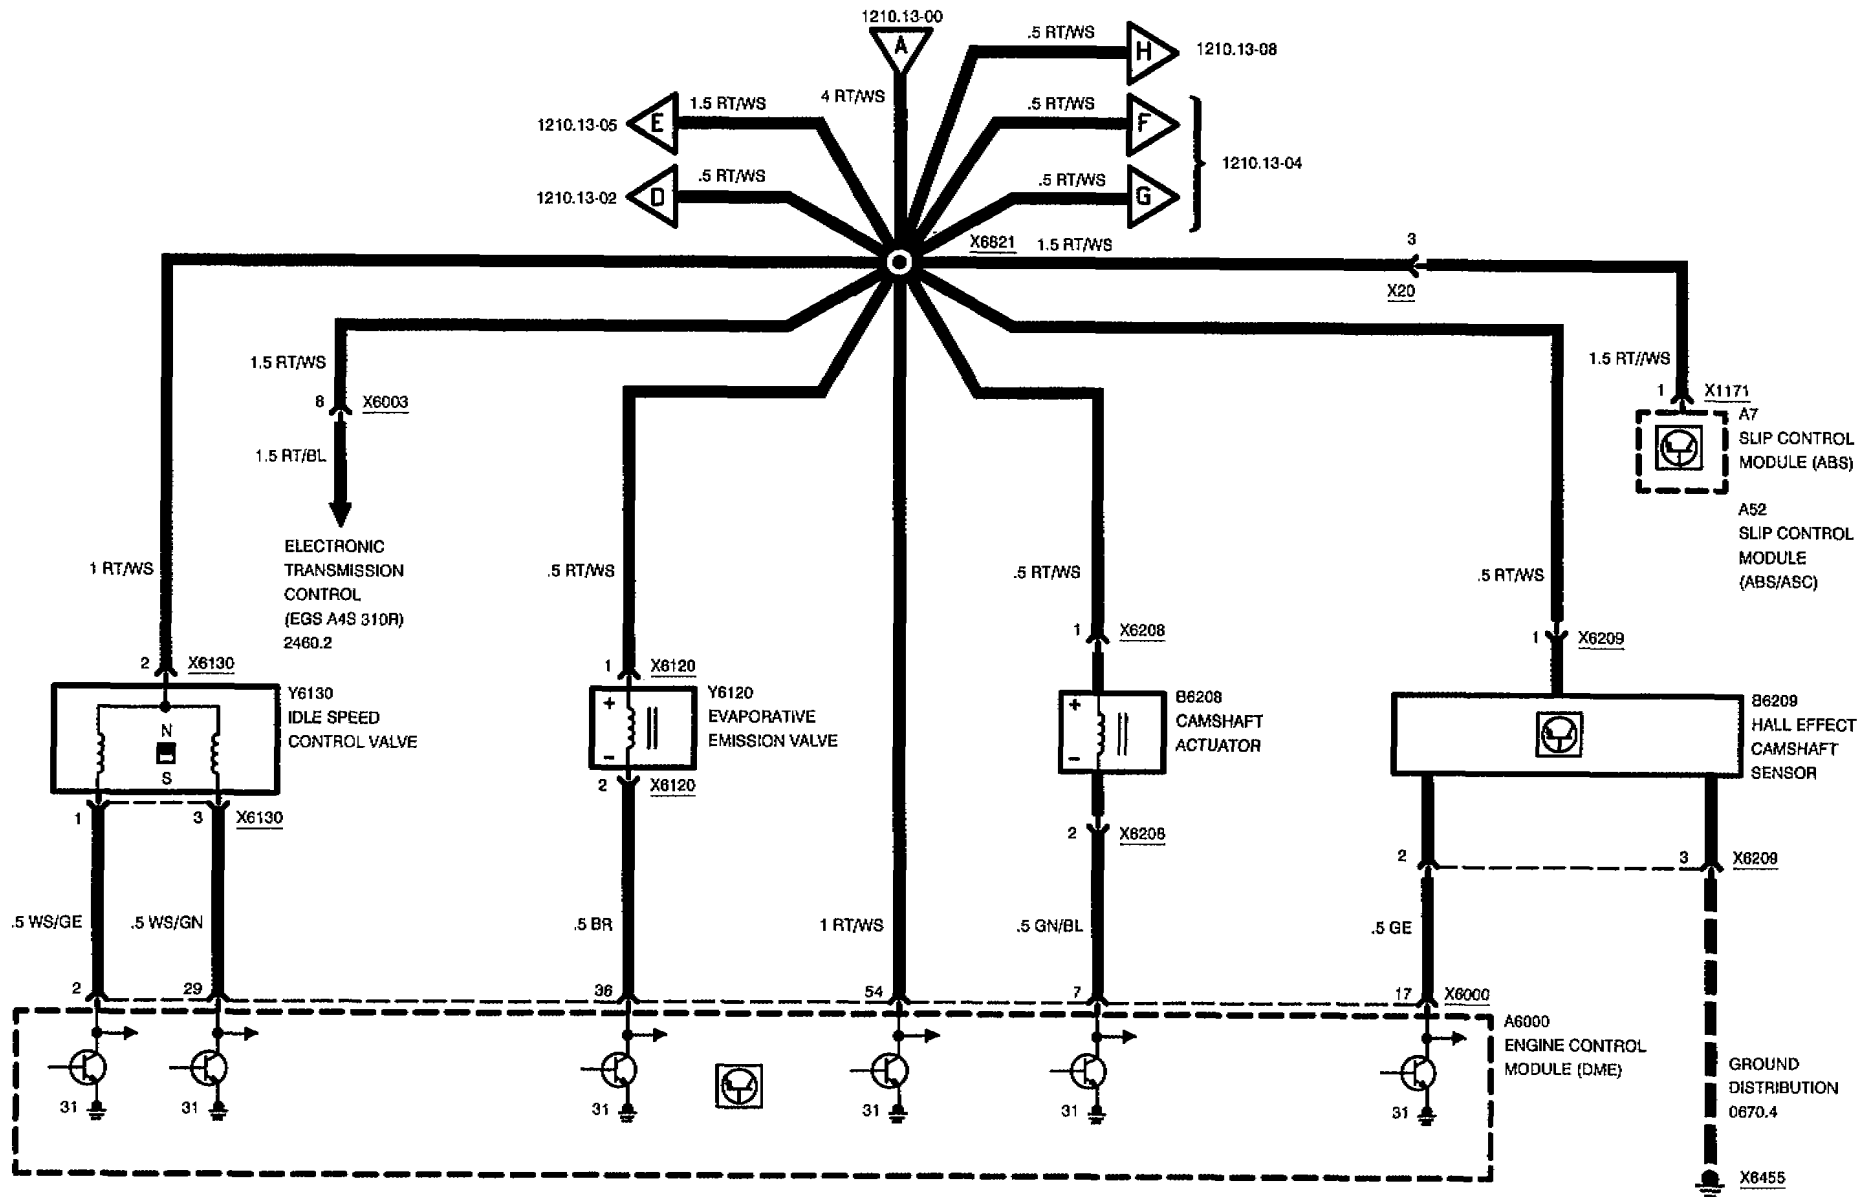 1210.13-00
A
.5 RT/WS
H
1210.13-08
4 RT/WS
1210.13-05
E
1.5 RT/WS
.5 RT/WS
F
1210.13-04
1210.13-02
D
.5 RT/WS
.5 RT/WS
G
X6821
1.5 RT/WS
3
X20
1.5 RT/WS
8
X6003
1.5 RT/BL
ELECTRONIC
TRANSMISSION
CONTROL
(EGS A4S 310R)
2460.2
1.5 RT//WS
1
X1171
A7
SLIP CONTROL
MODULE (ABS)
A52
SLIP CONTROL
MODULE
(ABS/ASC)
1 RT/WS
.5 RT/WS
.5 RT/WS
.5 RT/WS
2
X6130
1
X6120
1
X6208
1
X6209
Y6130
IDLE SPEED
CONTROL VALVE
N
S
Y6120
EVAPORATIVE
EMISSION VALVE
+
−
B6208
CAMSHAFT
ACTUATOR
+
−
B6209
HALL EFFECT
CAMSHAFT
SENSOR
1
3
X6130
2
X6120
2
X6208
2
3
X6209
.5 WS/GE
.5 WS/GN
.5 BR
1 RT/WS
.5 GN/BL
.5 GE
2
29
36
54
7
17
X6000
A6000
ENGINE CONTROL
MODULE (DME)
31
31
31
31
31
31
GROUND
DISTRIBUTION
0670.4
X6455